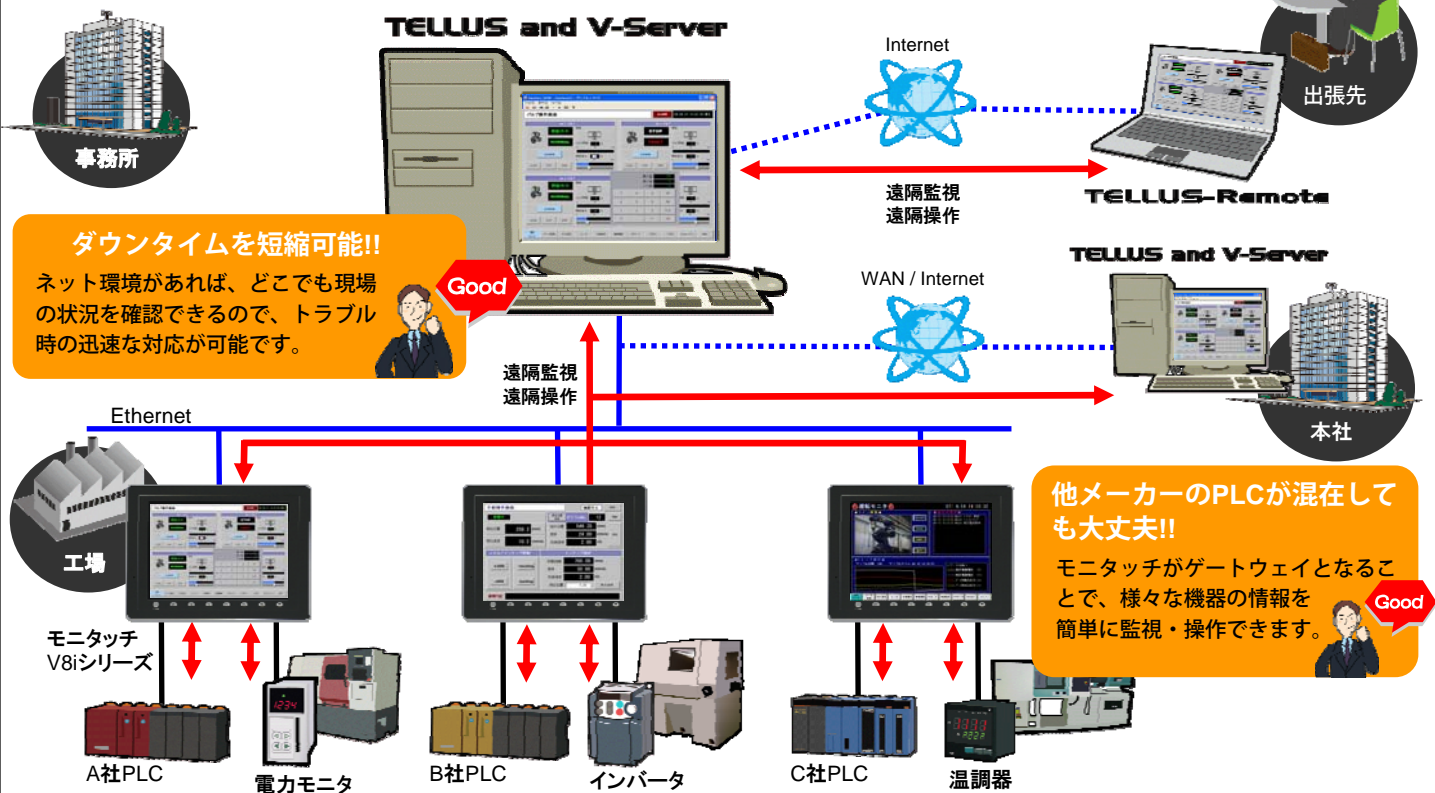 TELLUS and V-Server
事務所
Internet
出張先
遠隔監視
遠隔操作
TELLUS-Remote
ダウンタイムを短縮可能!!
ネット環境があれば、どこでも現場
の状況を確認できるので、トラブル
時の迅速な対応が可能です。
Good
TELLUS and V-Server
WAN / Internet
遠隔監視
遠隔操作
本社
Ethernet
工場
他メーカーのPLCが混在して
も大丈夫!!
モニタッチがゲートウェイとなるこ
とで、様々な機器の情報を
簡単に監視・操作できます。
Good
モニタッチ
V8iシリーズ
A社PLC
電力モニタ
B社PLC
インバータ
C社PLC
温調器